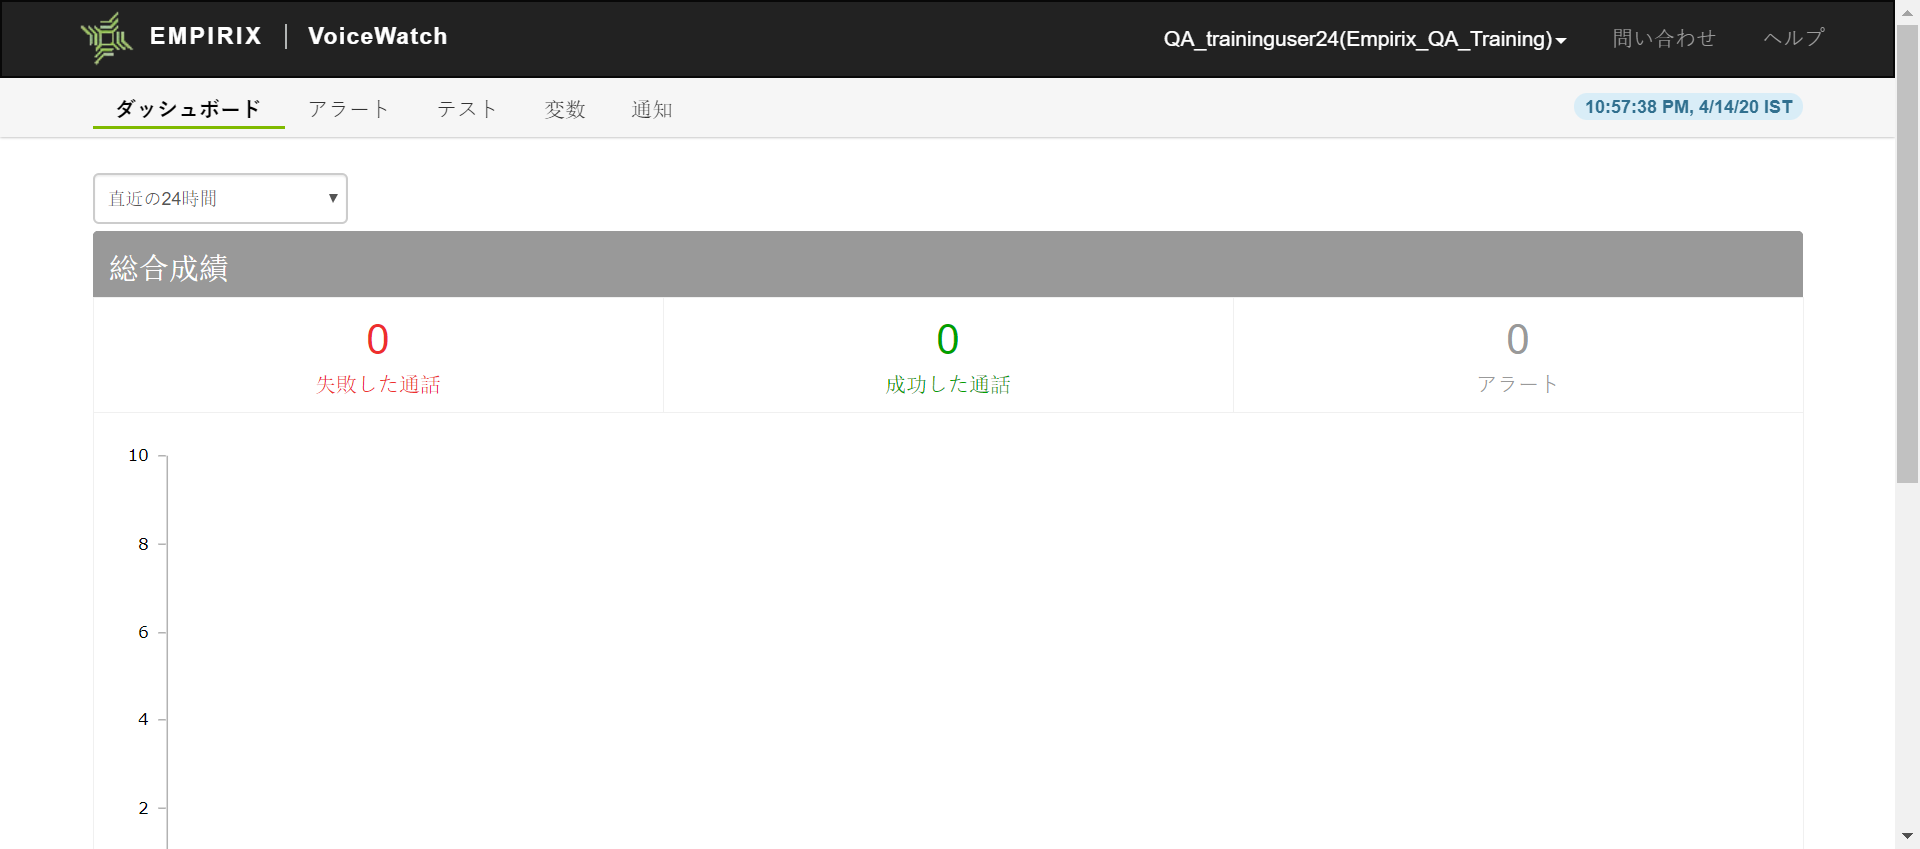 EMPIRIX | VoiceWatch
QA_traininguser24(Empirix_QA_Training)
問い合わせ
ヘルプ
ダッシュボード
アラート
テスト
変数
通知
10:57:38 PM, 4/14/20 IST
直近の24時間
総合成績
0
失敗した通話
0
成功した通話
0
アラート
10
8
6
4
2